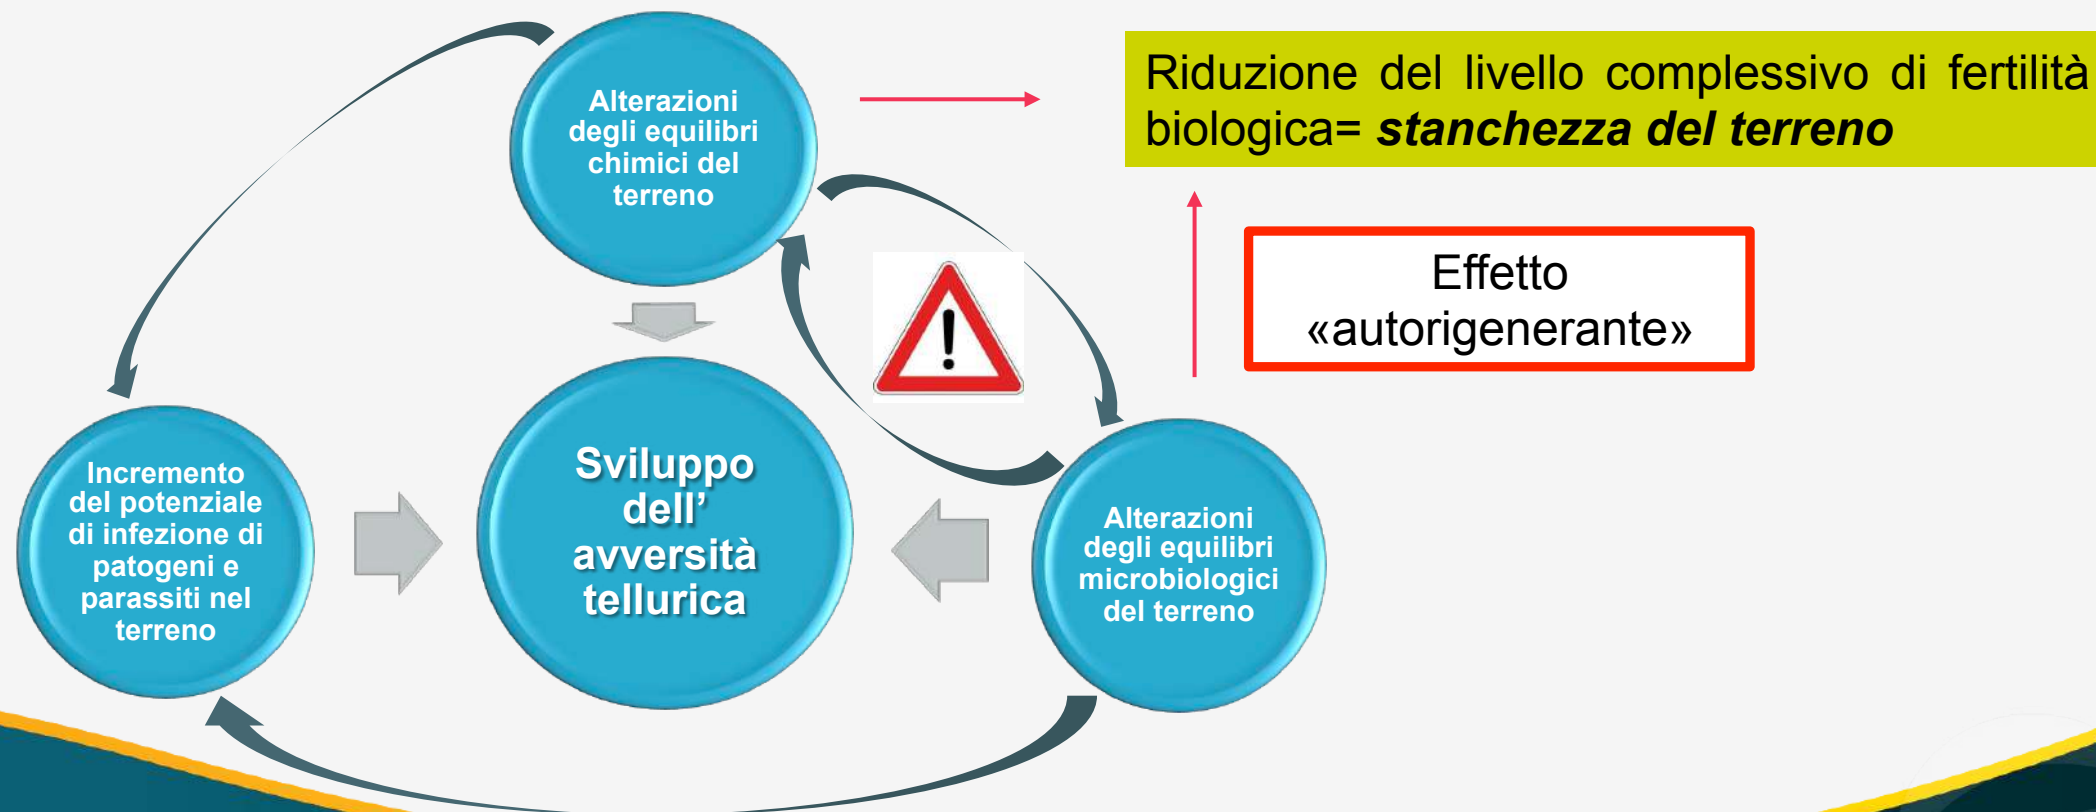 Alterazioni
degli equilibri
chimici del
terreno
Riduzione del livello complessivo di fertilità
biologica= stanchezza del terreno
Effetto
«autorigenerante»
Incremento
del potenziale
di infezione di
patogeni e
parassiti nel
terreno
Sviluppo
dell’
avversità
tellurica
Alterazioni
degli equilibri
microbiologici
del terreno